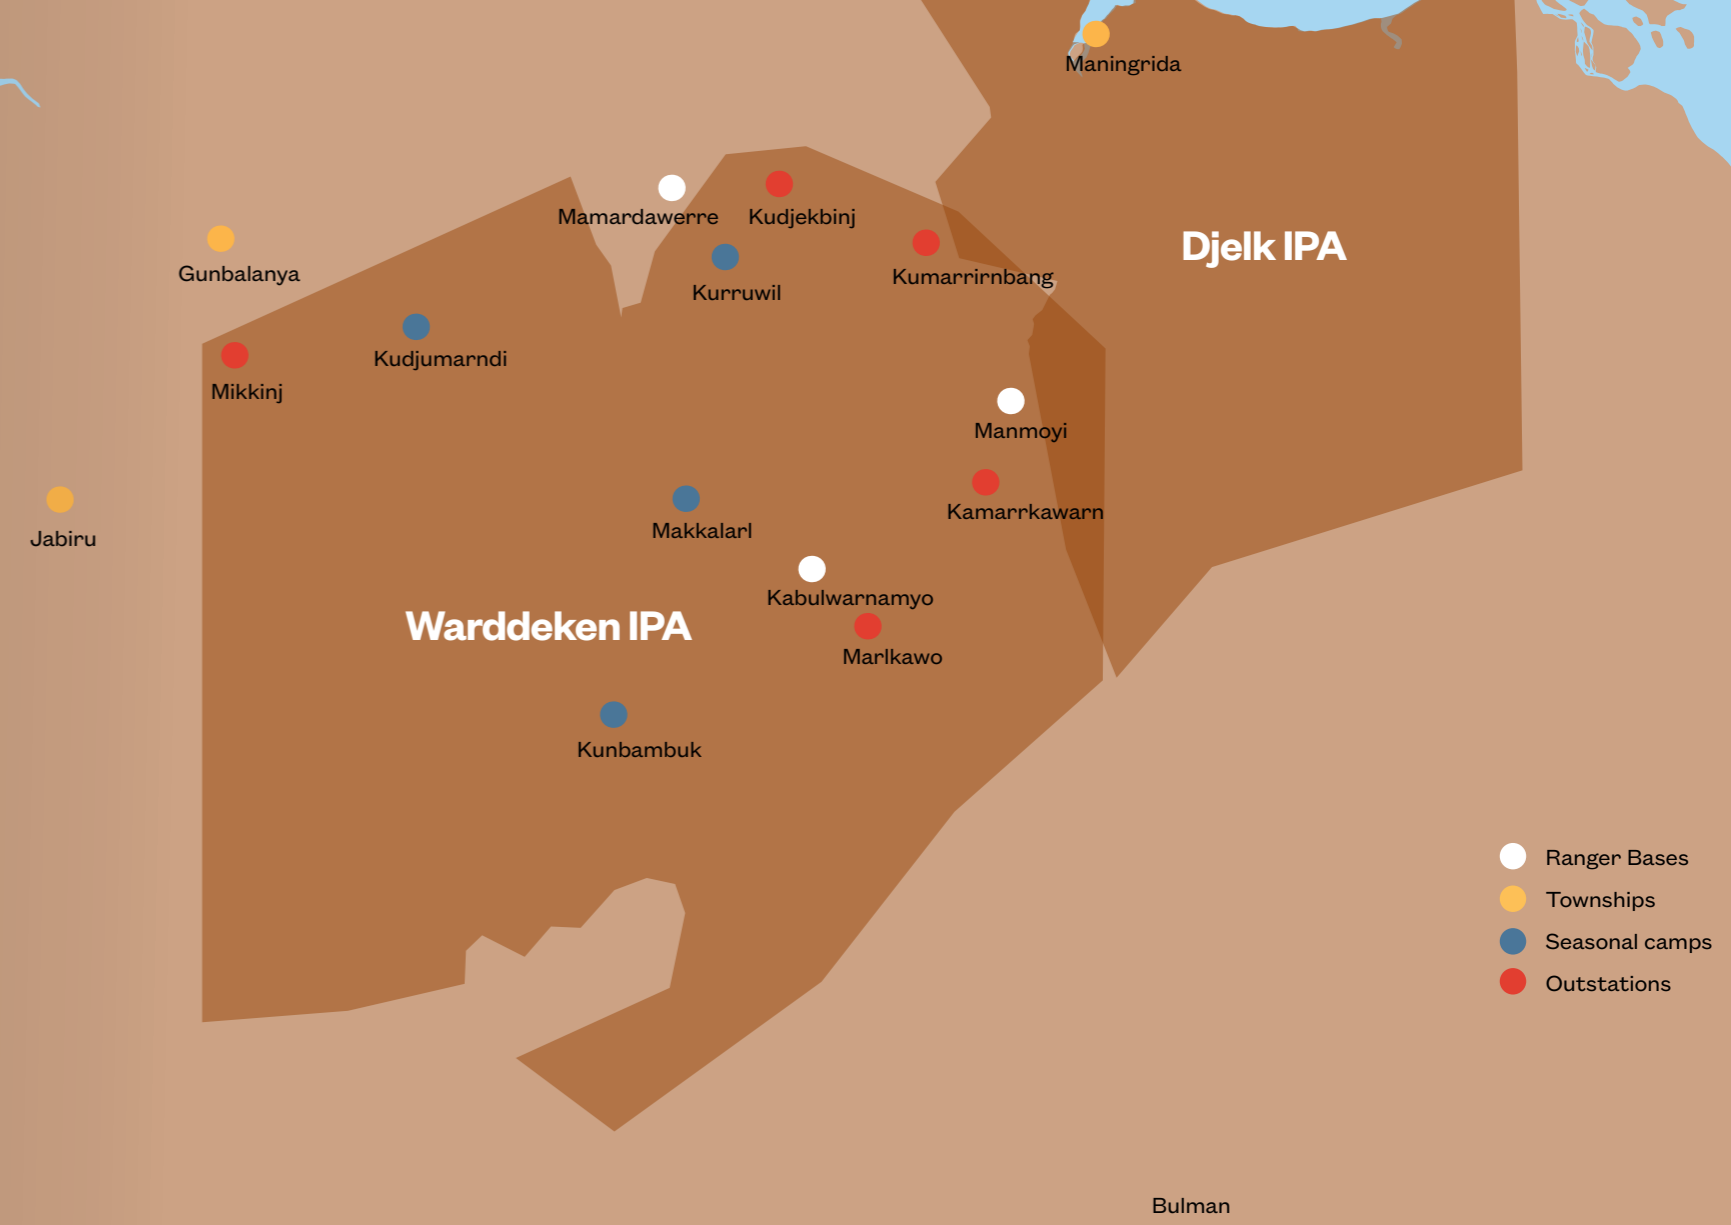 Maningrida
Mamardawerre
Kudjekbinj
Djelk IPA
Gunbalanya
Kumarrirnbang
Kurruwil
Kudjumarndi
Mikkinj
Manmoyi
Kamarrkawarn
Makkalarl
Jabiru
Kabulwarnamyo
Warddeken IPA
Marlkawo
Kunbambuk
Ranger Bases
Townships
Seasonal camps
Outstations
Bulman